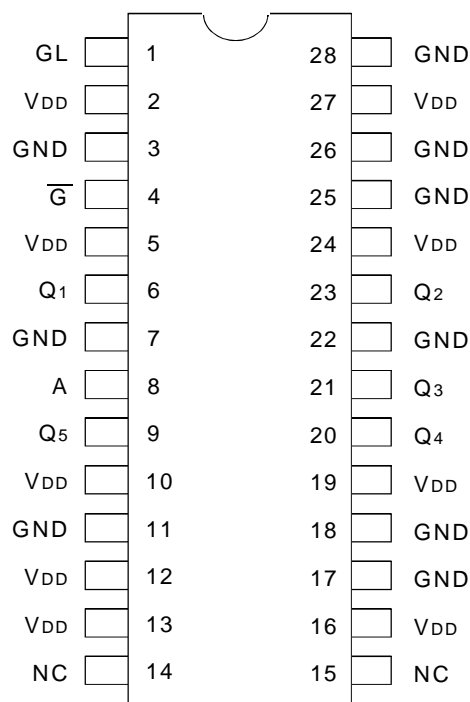 GL 1 28 GND
VDD 2 27 VDD
GND 3 26 GND
G̅ 4 25 GND
VDD 5 24 VDD
Q1 6 23 Q2
GND 7 22 GND
A 8 21 Q3
Q5 9 20 Q4
VDD 10 19 VDD
GND 11 18 GND
VDD 12 17 GND
VDD 13 16 VDD
NC 14 15 NC